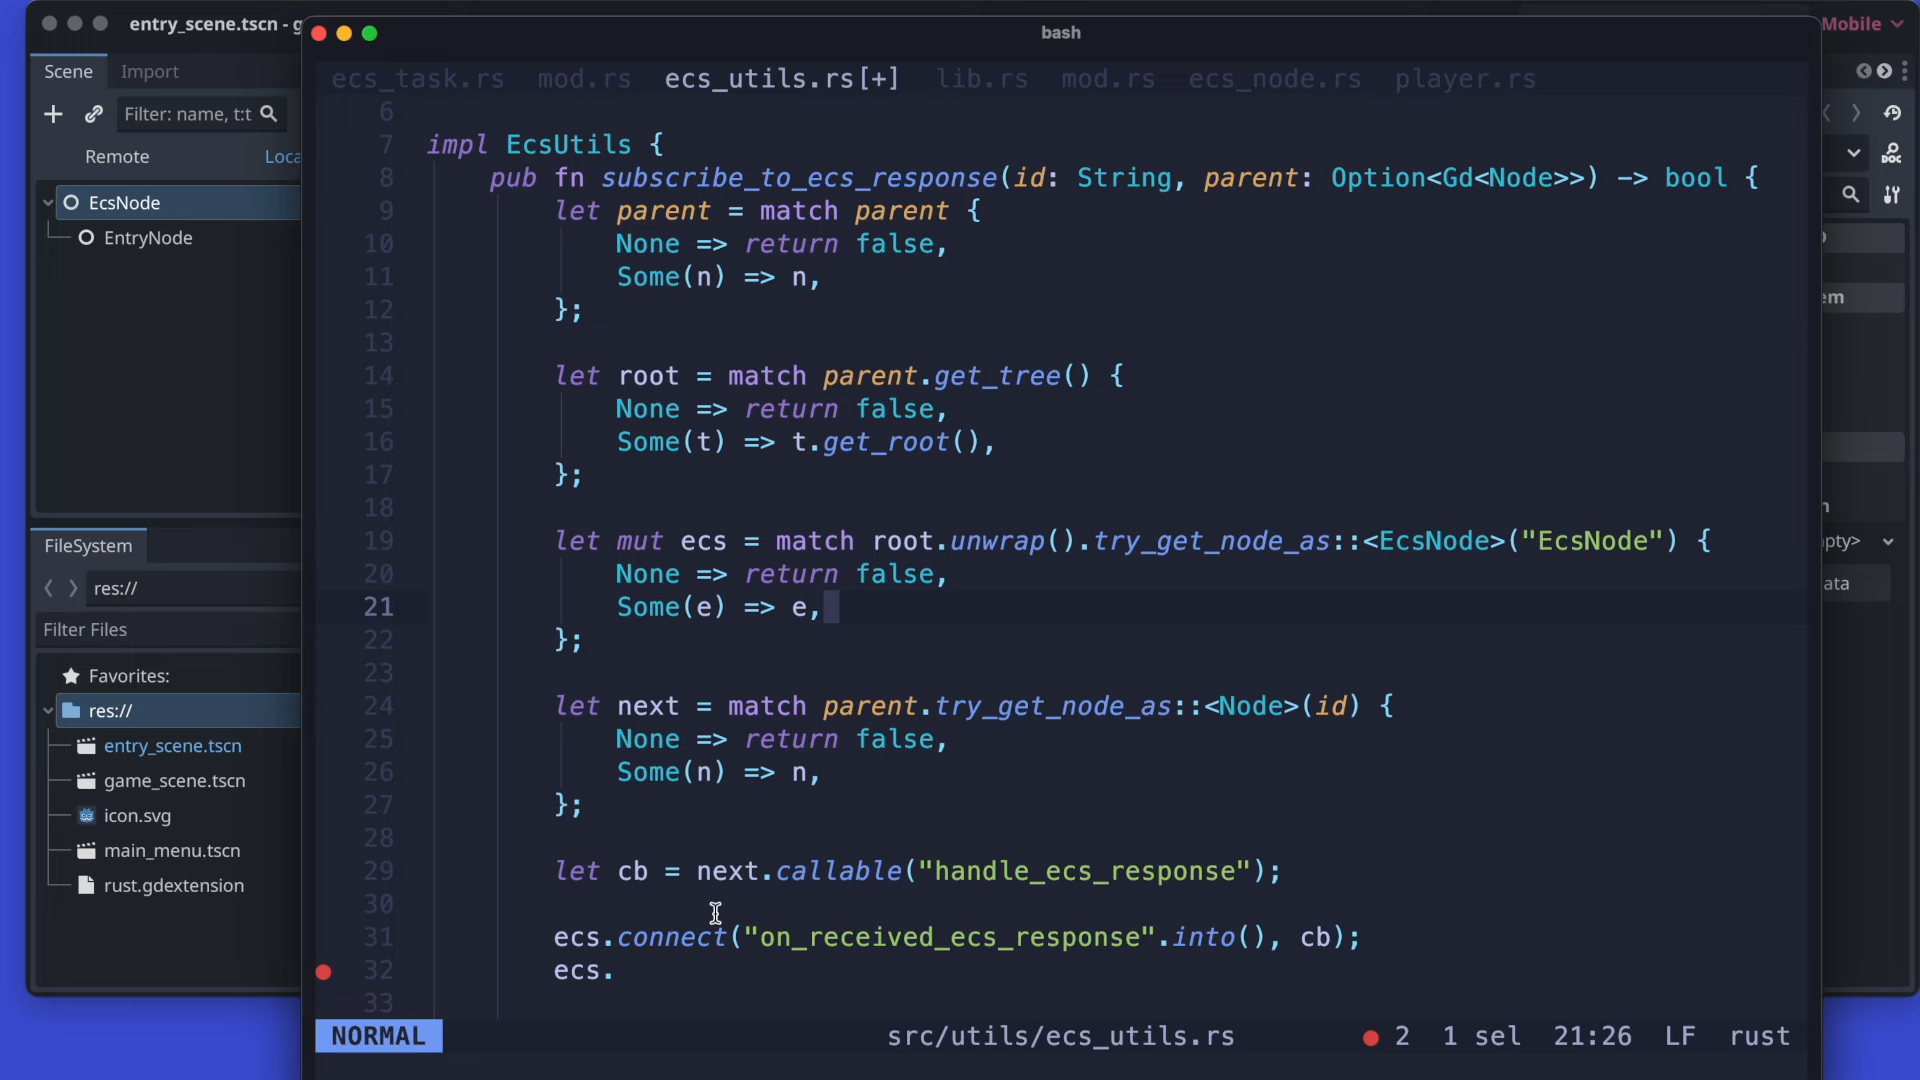 entry_scene.tscn - g
bash
Mobile
Scene
Import
ecs_task.rs mod.rs ecs_utils.rs[+] lib.rs mod.rs ecs_node.rs player.rs
Filter: name, t:t
Remote
Loca
EcsNode
EntryNode
FileSystem
res://
Filter Files
Favorites:
res://
entry_scene.tscn
game_scene.tscn
icon.svg
main_menu.tscn
rust.gdextension
6
7 impl EcsUtils {
8 pub fn subscribe_to_ecs_response(id: String, parent: Option<Gd<Node>>) -> bool {
9 let parent = match parent {
10 None => return false,
11 Some(n) => n,
12 };
13
14 let root = match parent.get_tree() {
15 None => return false,
16 Some(t) => t.get_root(),
17 };
18
19 let mut ecs = match root.unwrap().try_get_node_as::<EcsNode>("EcsNode") {
20 None => return false,
21 Some(e) => e,
22 };
23
24 let next = match parent.try_get_node_as::<Node>(id) {
25 None => return false,
26 Some(n) => n,
27 };
28
29 let cb = next.callable("handle_ecs_response");
30
31 ecs.connect("on_received_ecs_response".into(), cb);
32 ecs.
33
NORMAL src/utils/ecs_utils.rs 2 1 sel 21:26 LF rust
DOC
em
n
pty>
ata